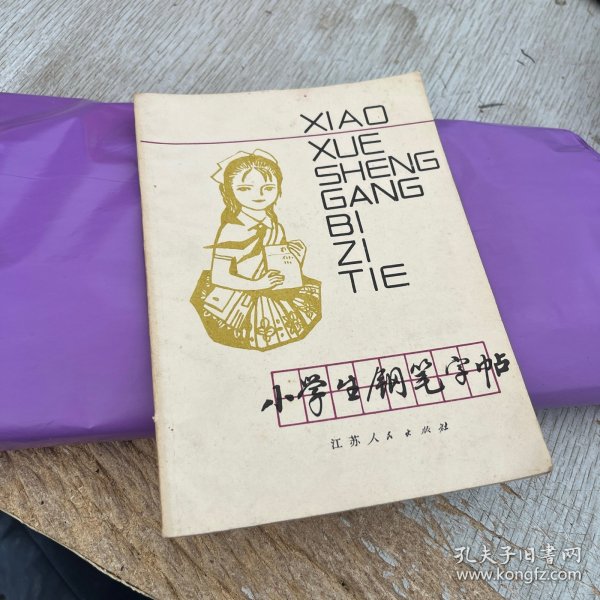 XIAO
XUE
SHENG
GANG
BI
ZI
TIE
小学生钢笔字帖
江苏人民出版社
孔夫子旧书网
www.kongfz.com